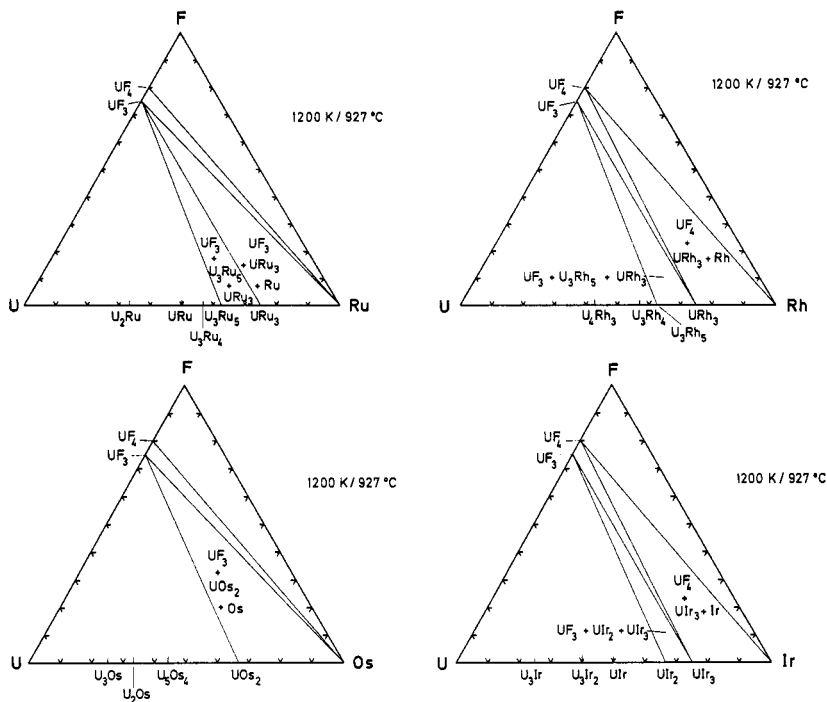 F
UF₄
UF₃
1200 K / 927 °C
UF₃
+
U₃Ru₅
+
URu₃
UF₃
+
URu₃
+
Ru
U
U₂Ru
URu
U₃Ru₄
U₃Ru₅
URu₃
Ru
F
UF₄
UF₃
1200 K / 927 °C
UF₄
+
URh₃ + Rh
UF₃ + U₃Rh₅ + URh₃
U
U₄Rh₃
U₃Rh₄
U₃Rh₅
URh₃
Rh
F
UF₄
UF₃
1200 K / 927 °C
UF₃
+
UOs₂
+ Os
U
U₃Os
U₂Os
U₅Os₄
UOs₂
Os
F
UF₄
UF₃
1200 K / 927 °C
UF₄
+
UIr₃ + Ir
UF₃ + UIr₂ + UIr₃
U
U₃Ir
U₃Ir₂
UIr
UIr₂
UIr₃
Ir